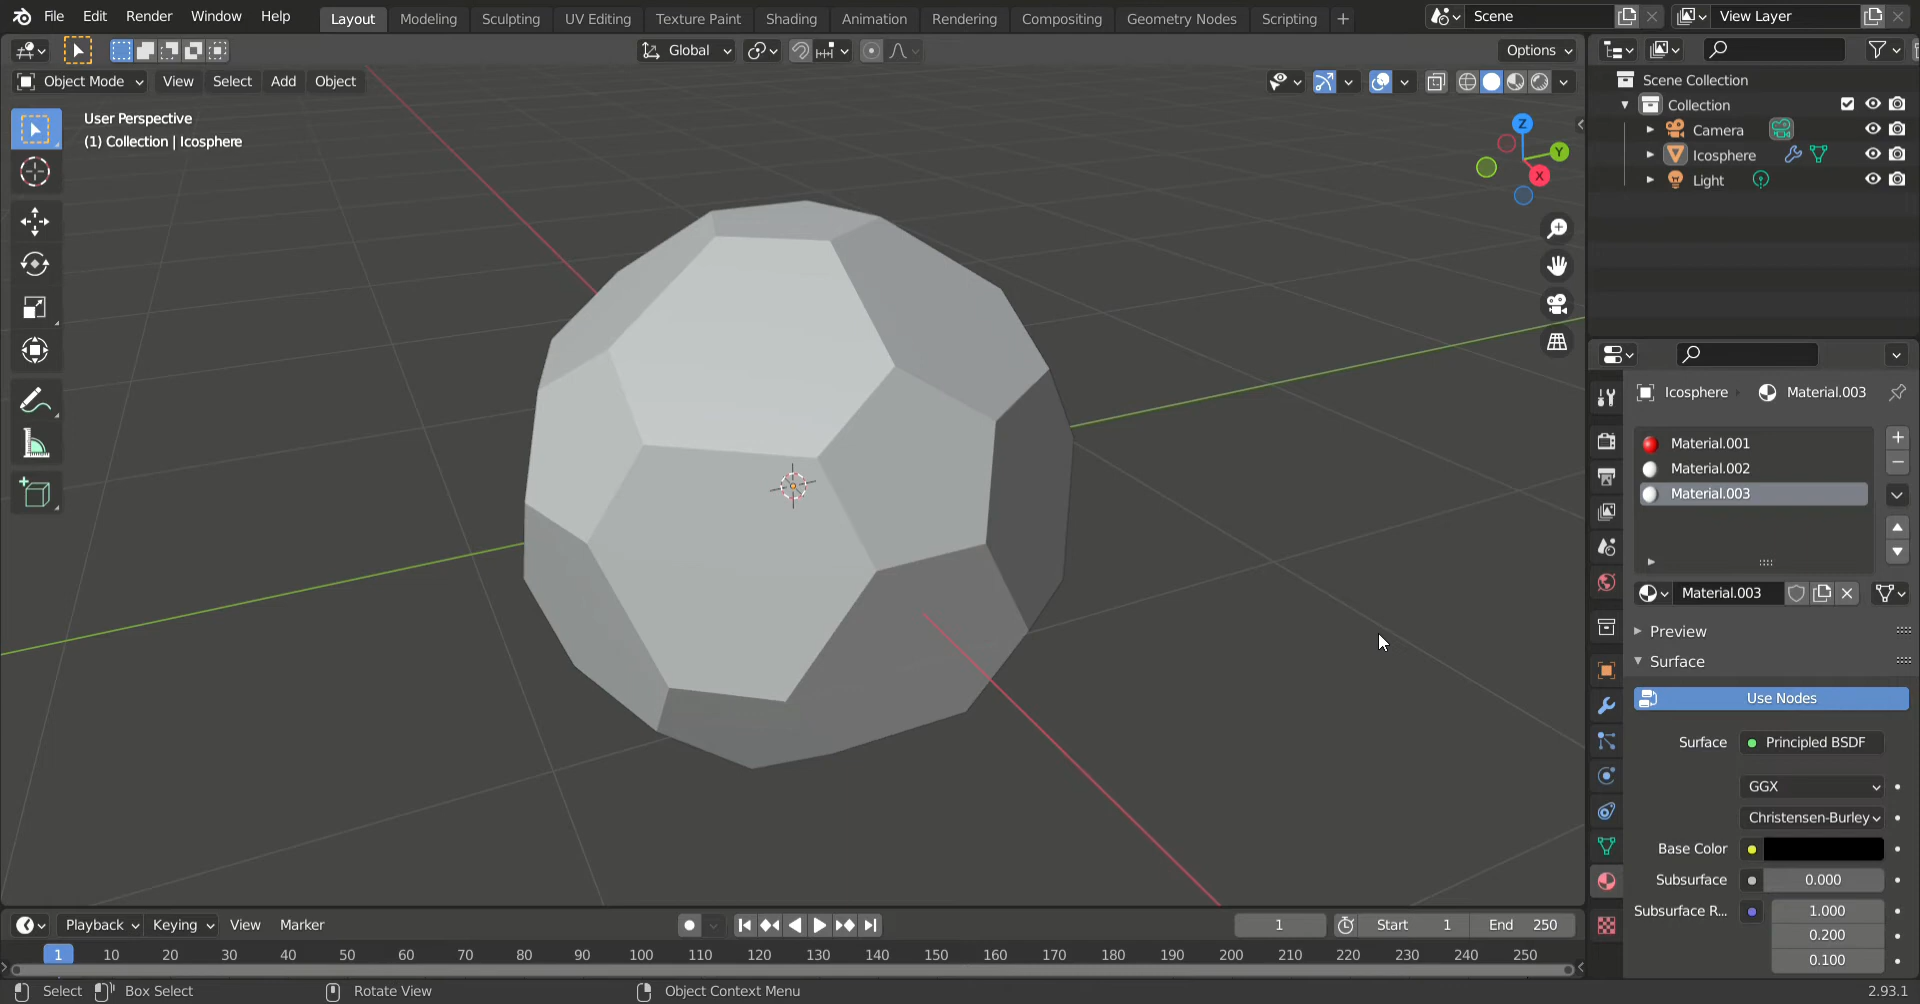 File Edit Render Window Help Layout Modeling Sculpting UV Editing Texture Paint Shading Animation Rendering Compositing Geometry Nodes Scripting + Scene View Layer
Global Options
Object Mode View Select Add Object
User Perspective
(1) Collection | Icosphere
Z
Y
X
Scene Collection
Collection
Camera
Icosphere
Light
Icosphere Material.003
Material.001
Material.002
Material.003
Material.003
Preview
Surface
Use Nodes
Surface Principled BSDF
GGX
Christensen-Burley
Base Color
Subsurface 0.000
Subsurface R... 1.000
0.200
0.100
Playback Keying View Marker 1 Start 1 End 250
1 10 20 30 40 50 60 70 80 90 100 110 120 130 140 150 160 170 180 190 200 210 220 230 240 250
Select Box Select Rotate View Object Context Menu 2.93.1